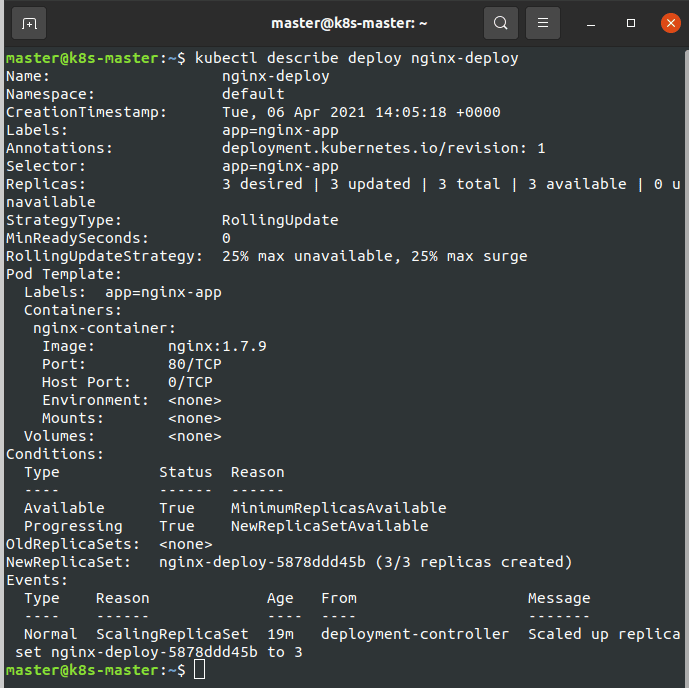 master@k8s-master: ~
master@k8s-master:~$ kubectl describe deploy nginx-deploy
Name:                   nginx-deploy
Namespace:              default
CreationTimestamp:      Tue, 06 Apr 2021 14:05:18 +0000
Labels:                 app=nginx-app
Annotations:            deployment.kubernetes.io/revision: 1
Selector:               app=nginx-app
Replicas:               3 desired | 3 updated | 3 total | 3 available | 0 u
navailable
StrategyType:           RollingUpdate
MinReadySeconds:        0
RollingUpdateStrategy:  25% max unavailable, 25% max surge
Pod Template:
  Labels:  app=nginx-app
  Containers:
   nginx-container:
    Image:        nginx:1.7.9
    Port:         80/TCP
    Host Port:    0/TCP
    Environment:  <none>
    Mounts:       <none>
  Volumes:        <none>
Conditions:
  Type           Status  Reason
  ----           ------  ------
  Available      True    MinimumReplicasAvailable
  Progressing    True    NewReplicaSetAvailable
OldReplicaSets:  <none>
NewReplicaSet:   nginx-deploy-5878ddd45b (3/3 replicas created)
Events:
  Type    Reason             Age   From                   Message
  ----    ------             ----  ----                   -------
  Normal  ScalingReplicaSet  19m   deployment-controller  Scaled up replica
 set nginx-deploy-5878ddd45b to 3
master@k8s-master:~$